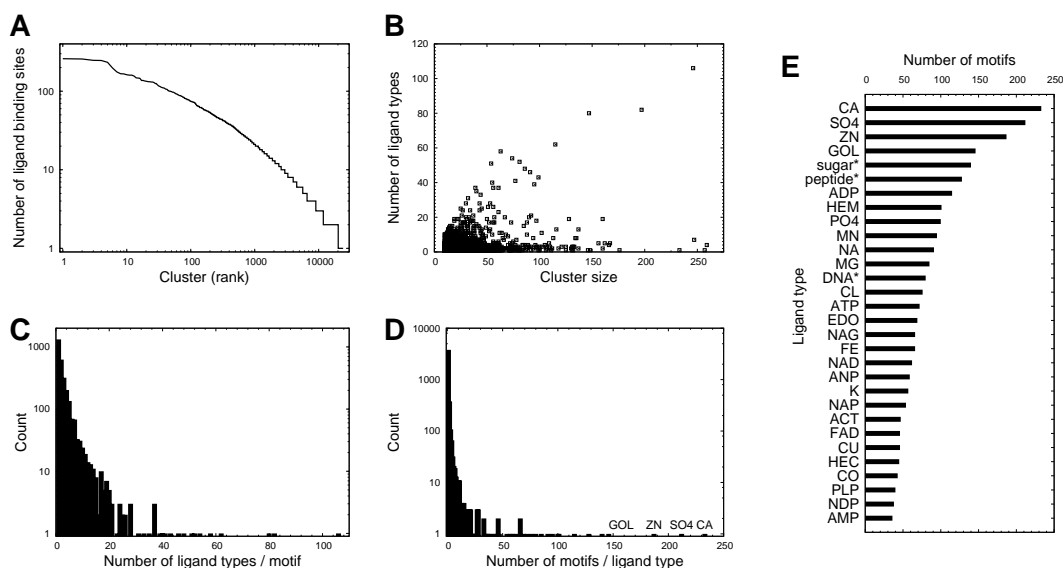 A
Number of ligand binding sites
100
10
1
1 10 100 1000 10000
Cluster (rank)
B
Number of ligand types
120
100
80
60
40
20
0
0 50 100 150 200 250
Cluster size
C
Count
1000
100
10
1
0 20 40 60 80 100
Number of ligand types / motif
D
Count
10000
1000
100
10
1
GOL ZN SO4 CA
0 50 100 150 200 250
Number of motifs / ligand type
E
Number of motifs
0 50 100 150 200 250
Ligand type
CA
SO4
ZN
GOL
sugar*
peptide*
ADP
HEM
PO4
MN
NA
MG
DNA*
CL
ATP
EDO
NAG
FE
NAD
ANP
K
NAP
ACT
FAD
CU
HEC
CO
PLP
NDP
AMP